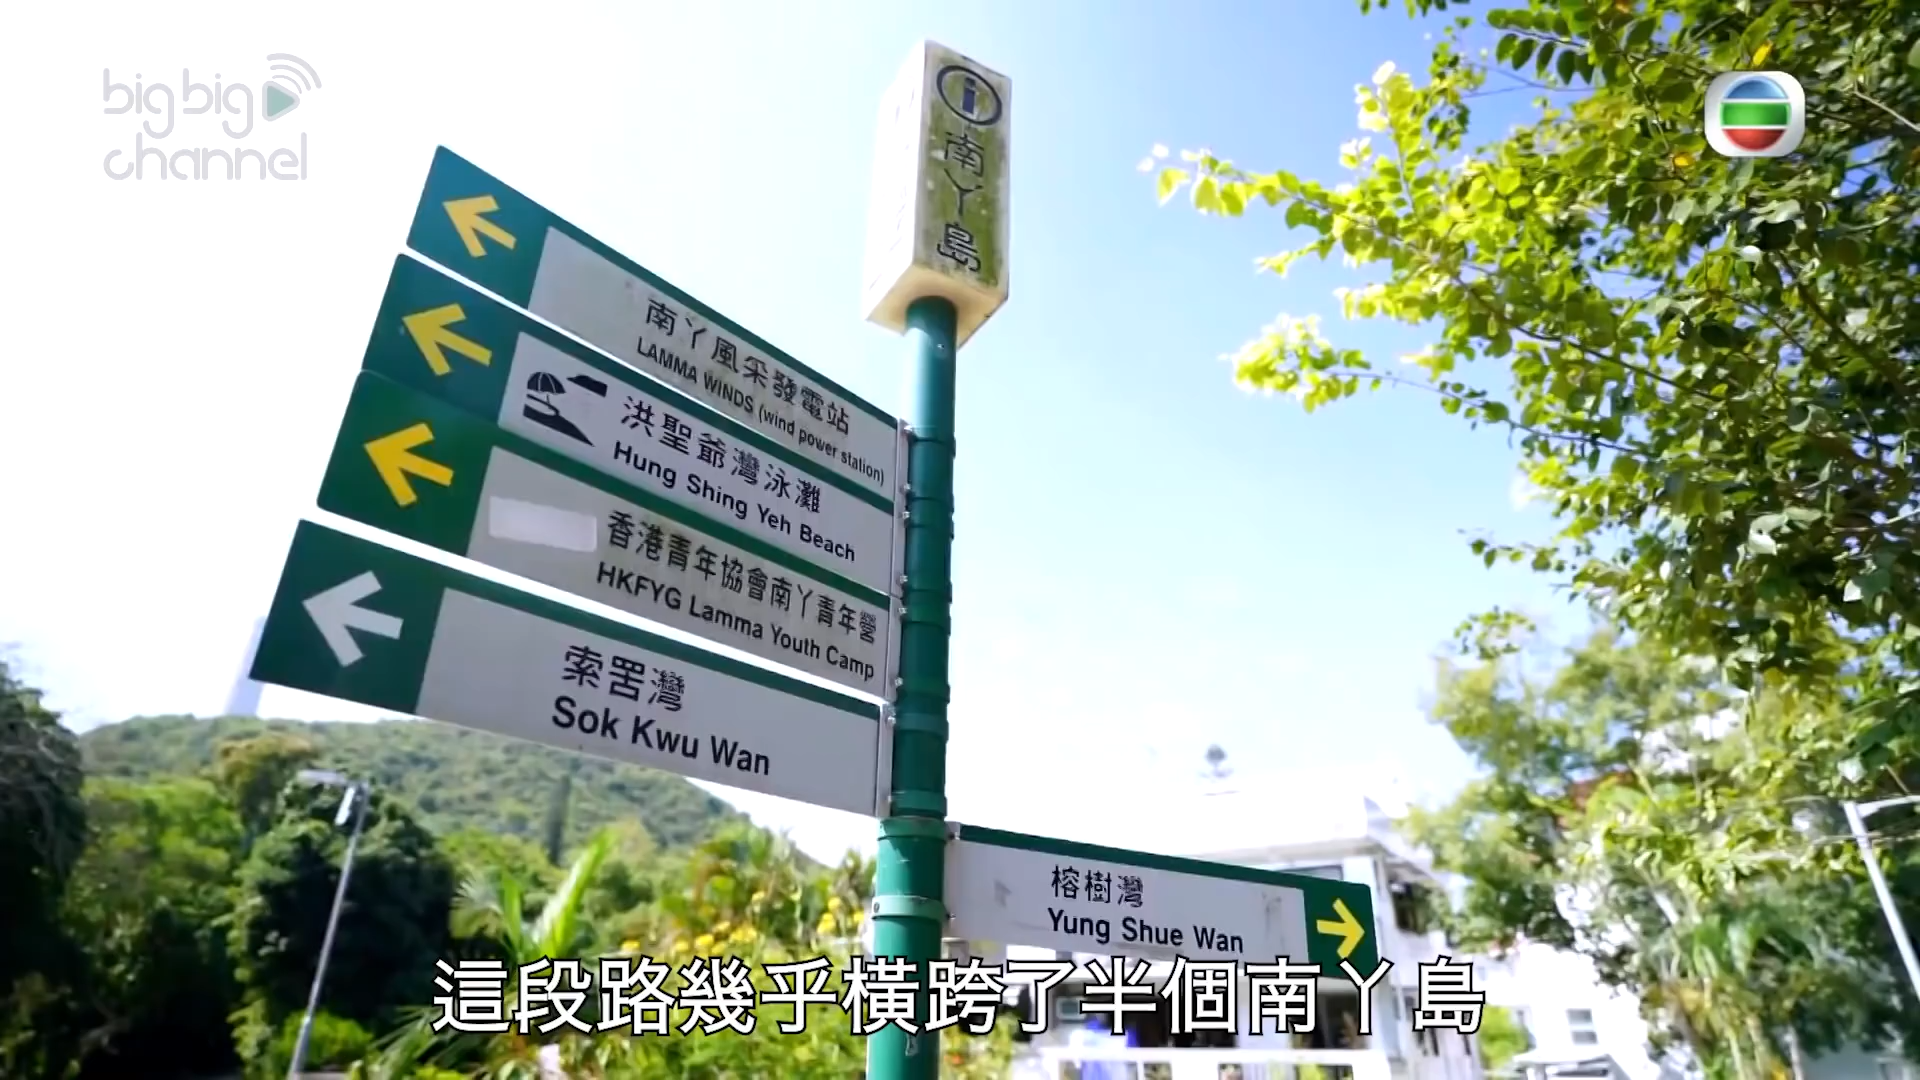 big big
channel
i
南丫島
南丫風采發電站
LAMMA WINDS (wind power station)
洪聖爺灣泳灘
Hung Shing Yeh Beach
香港青年協會南丫青年營
HKFYG Lamma Youth Camp
索罟灣
Sok Kwu Wan
榕樹灣
Yung Shue Wan
這段路幾乎橫跨了半個南丫島